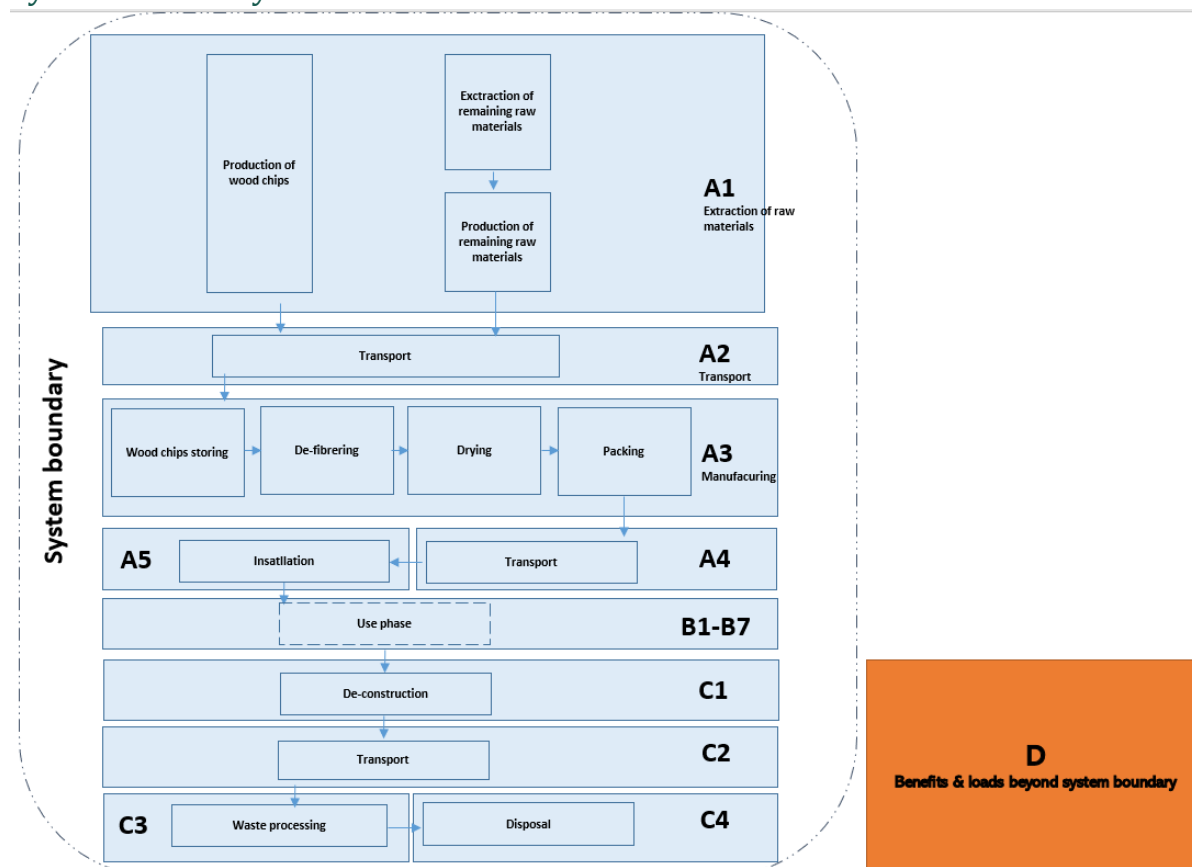 System boundary
Production of
wood chips
Exctraction of
remaining raw
materials
Production of
remaining raw
materials
A1
Extraction of raw
materials
Transport
A2
Transport
Wood chips storing
De-fibrering
Drying
Packing
A3
Manufacuring
A5
Insatllation
Transport
A4
Use phase
B1-B7
De-construction
C1
Transport
C2
C3
Waste processing
Disposal
C4
D
Benefits & loads beyond system boundary